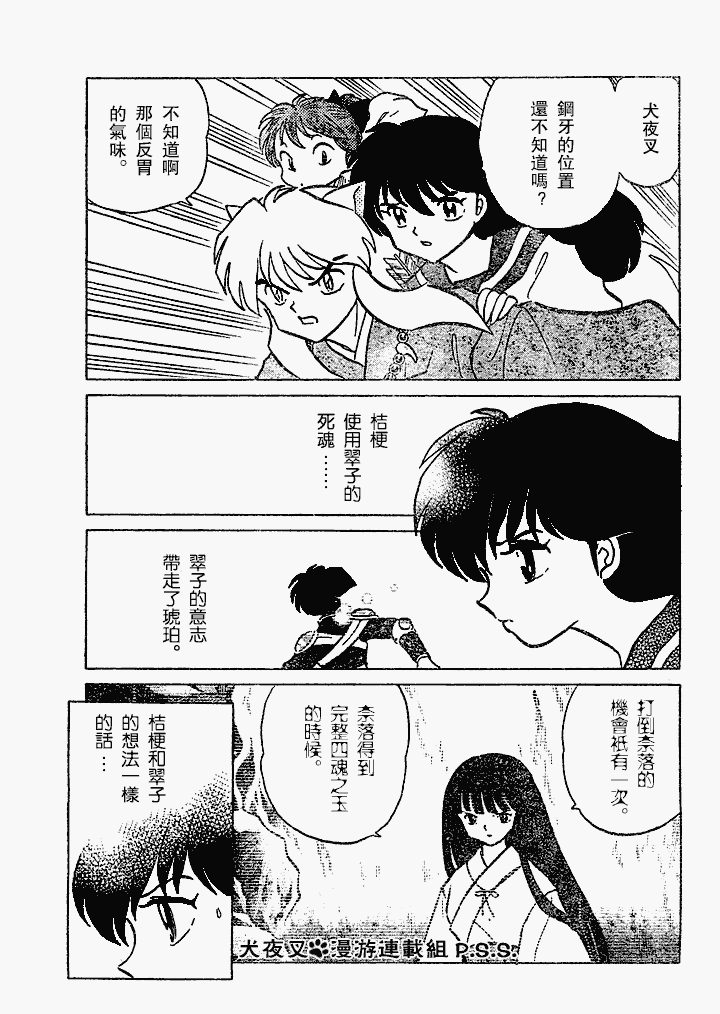 犬夜叉
鋼牙的位置
還不知道嗎？
不知道啊
那個反胃
的氣味。
桔梗
使用翠子的
死魂……
翠子的意志
帶走了琥珀。
打倒奈落的
機會衹有一次。
奈落得到
完整四魂之玉
的時候。
桔梗和翠子
的想法一樣
的話…
犬夜叉漫游連載組 P.S.S.